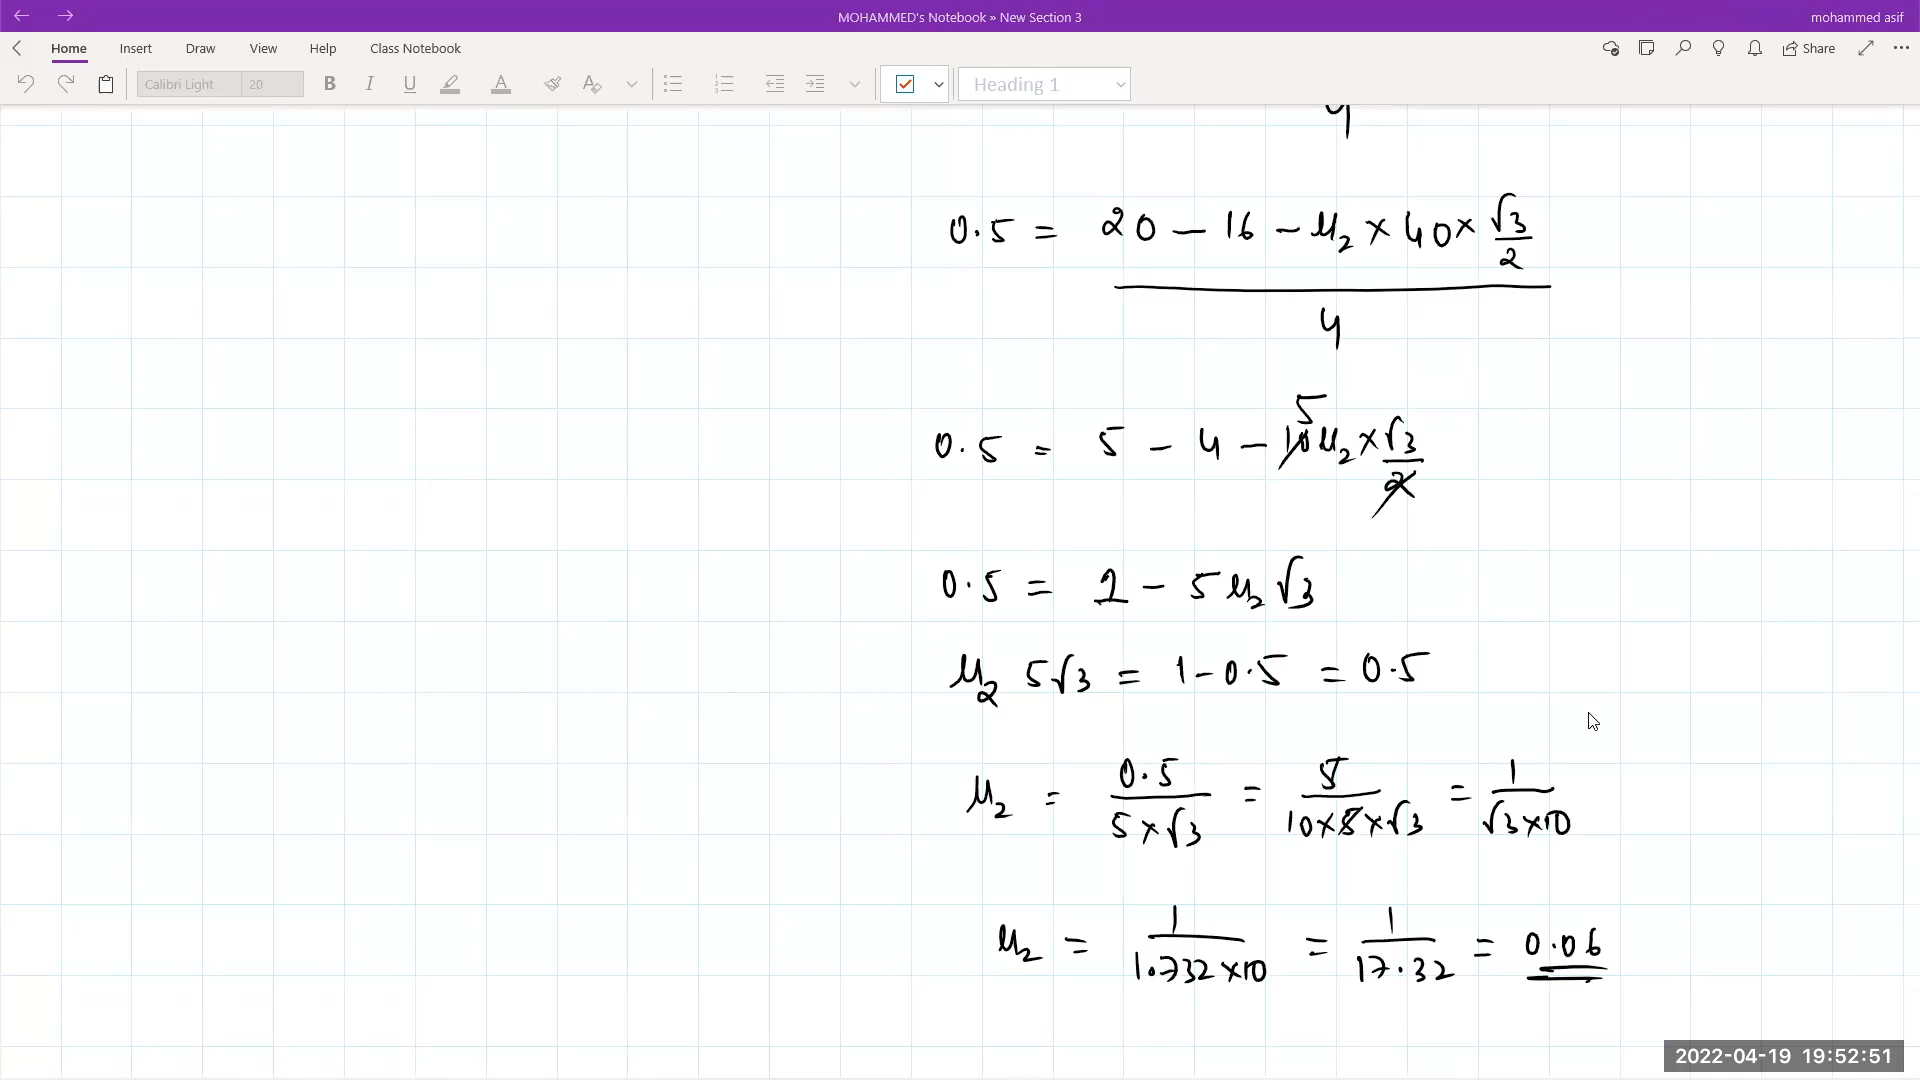 MOHAMMED's Notebook » New Section 3
mohammed asif
Home Insert Draw View Help Class Notebook
Share
Calibri Light 20 B I U A A Heading 1
4
0.5 = 20 - 16 - μ₂ × 40 × √3/2
4
5
0.5 = 5 - 4 - 10μ₂ × √3/2
0.5 = 1 - 5μ₂√3
μ₂ 5√3 = 1 - 0.5 = 0.5
μ₂ = 0.5/5×√3 = 5/10×5×√3 = 1/√3×10
μ₂ = 1/1.732×10 = 1/17.32 = 0.06
2022-04-19 19:52:51